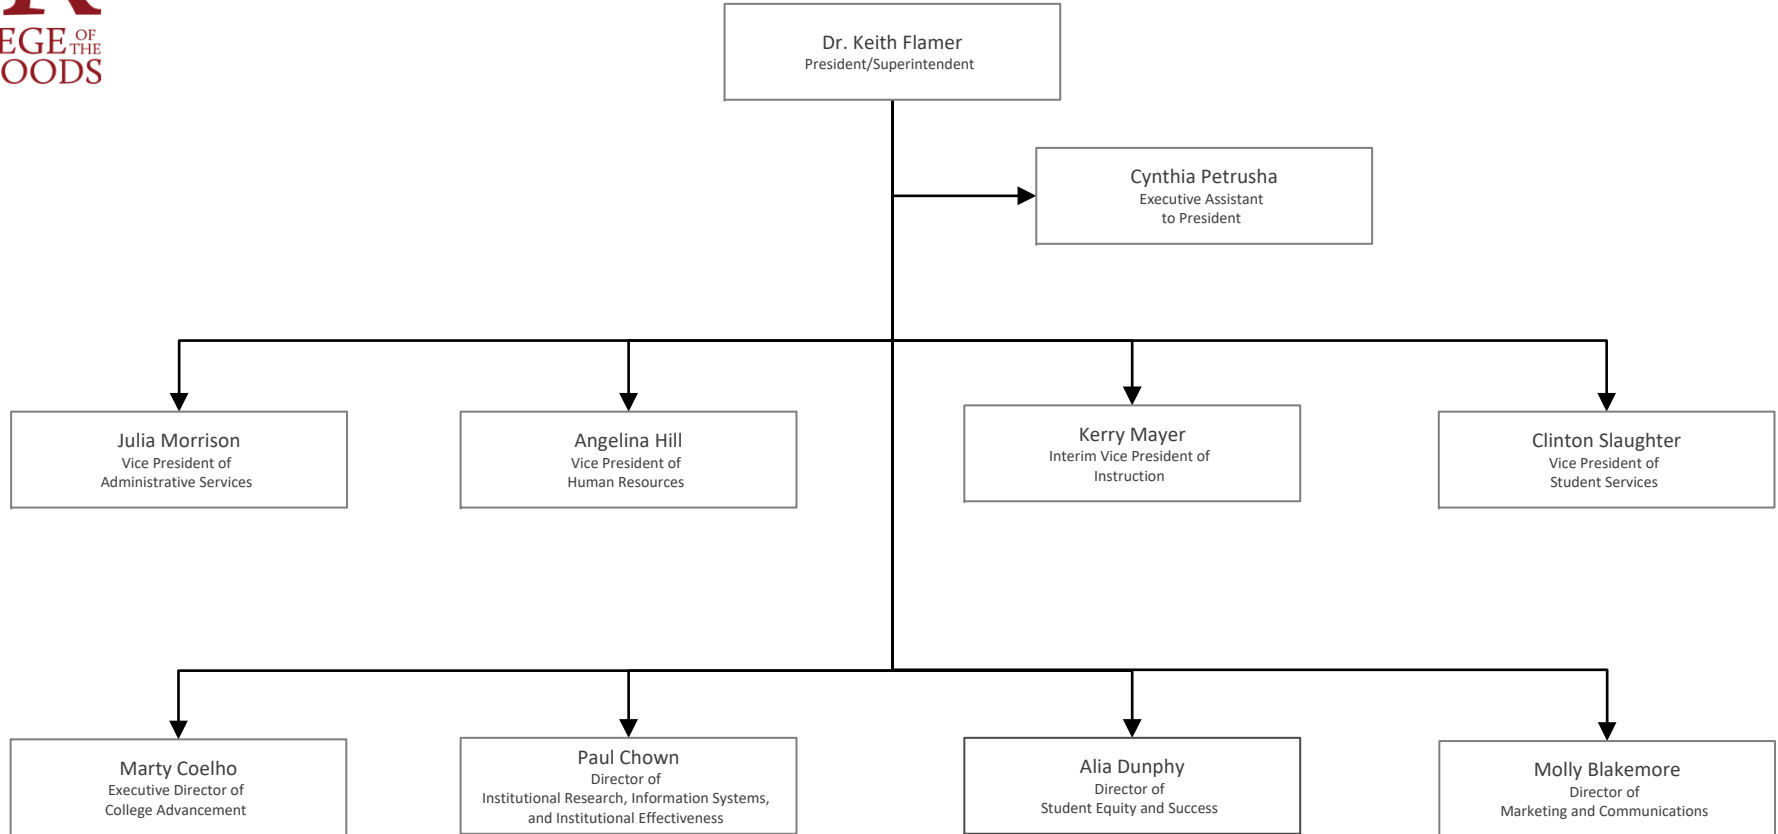 EGE OF THE
OODS
Dr. Keith Flamer
President/Superintendent
Cynthia Petrusha
Executive Assistant
to President
Julia Morrison
Vice President of
Administrative Services
Angelina Hill
Vice President of
Human Resources
Kerry Mayer
Interim Vice President of
Instruction
Clinton Slaughter
Vice President of
Student Services
Marty Coelho
Executive Director of
College Advancement
Paul Chown
Director of
Institutional Research, Information Systems,
and Institutional Effectiveness
Alia Dunphy
Director of
Student Equity and Success
Molly Blakemore
Director of
Marketing and Communications